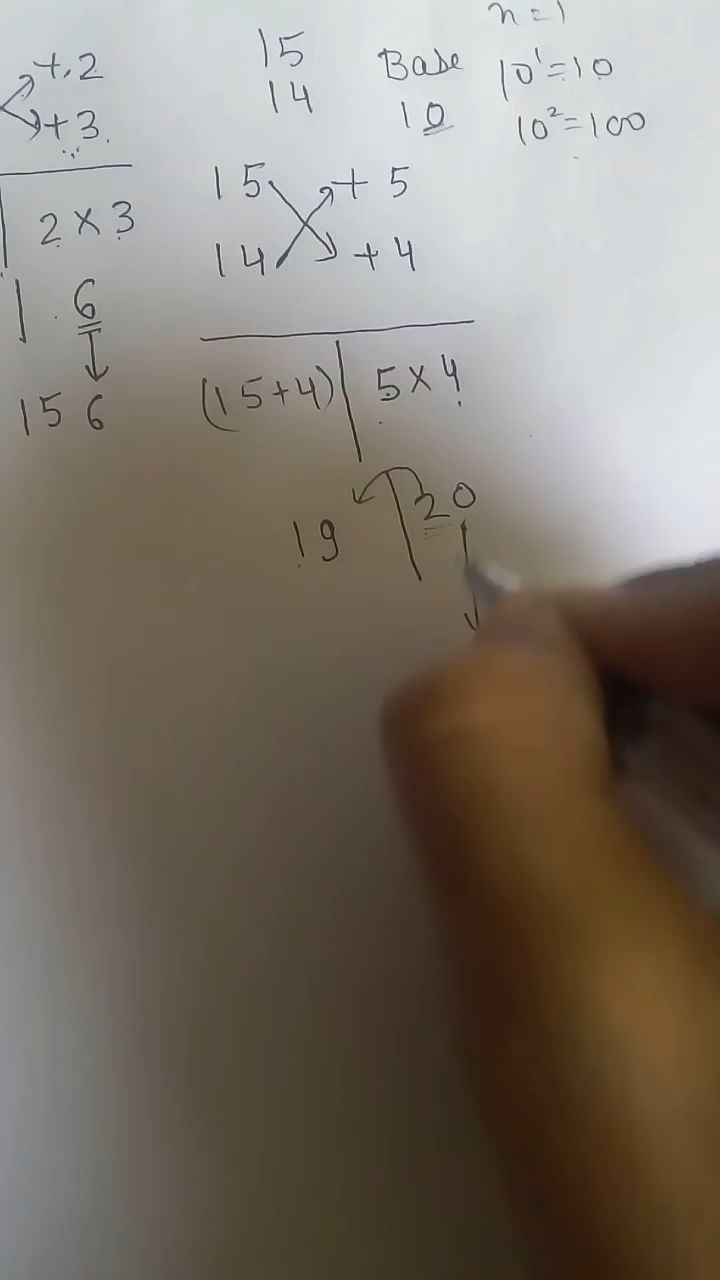 n=1
+2 15 Base 10¹=10
+3 14 10 10²=100
15 +5
2×3 14 +4
6
156 (15+4) | 5×4
19 | 20